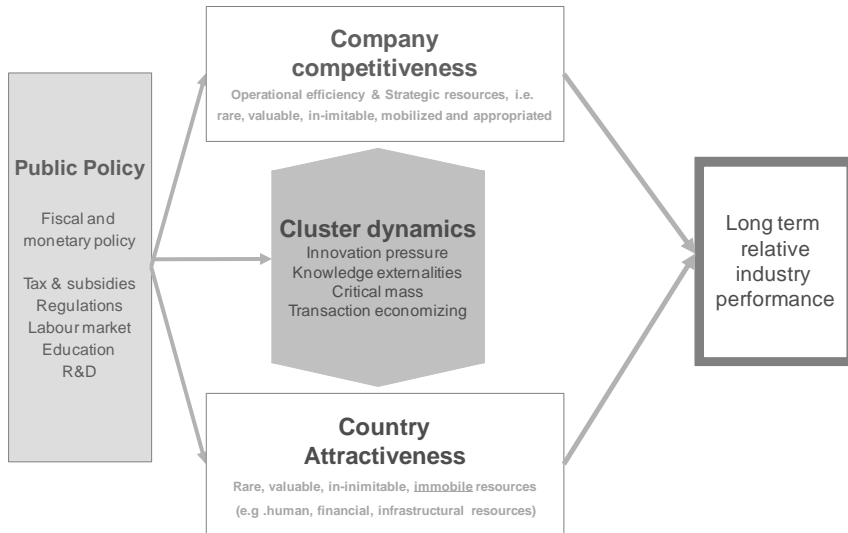 Company
competitiveness
Operational efficiency & Strategic resources, i.e.
rare, valuable, in-imitable, mobilized and appropriated
Public Policy
Fiscal and
monetary policy
Tax & subsidies
Regulations
Labour market
Education
R&D
Cluster dynamics
Innovation pressure
Knowledge externalities
Critical mass
Transaction economizing
Country
Attractiveness
Rare, valuable, in-inimitable, immobile resources
(e.g .human, financial, infrastructural resources)
Long term
relative
industry
performance